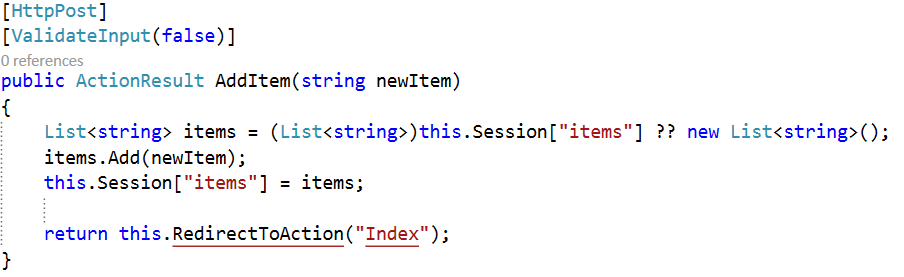 [HttpPost]
[ValidateInput(false)]
0 references
public ActionResult AddItem(string newItem)
{
    List<string> items = (List<string>)this.Session["items"] ?? new List<string>();
    items.Add(newItem);
    this.Session["items"] = items;
    return this.RedirectToAction("Index");
}